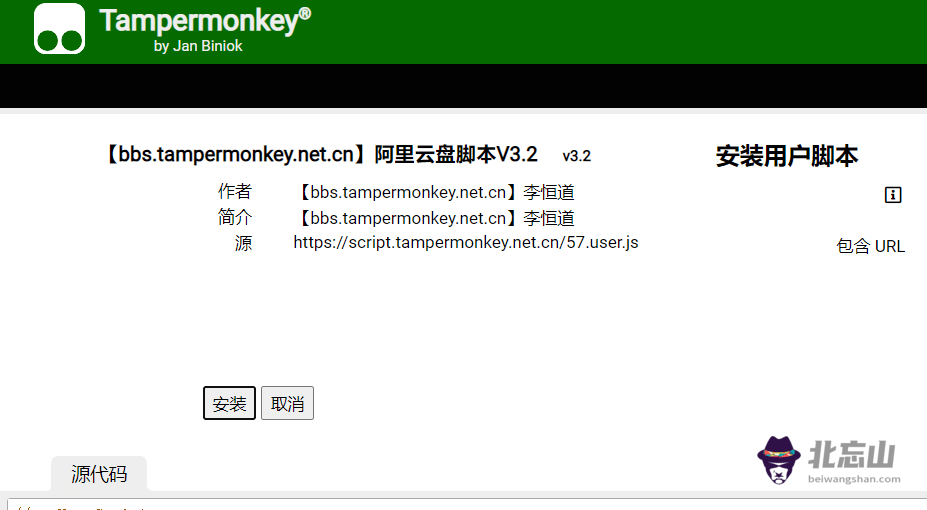 Tampermonkey®
by Jan Biniok
【bbs.tampermonkey.net.cn】阿里云盘脚本V3.2 v3.2 安装用户脚本
作者 【bbs.tampermonkey.net.cn】李恒道
简介 【bbs.tampermonkey.net.cn】李恒道
源 https://script.tampermonkey.net.cn/57.user.js
包含 URL
安装 取消
北忘山
beiwangshan.com
源代码